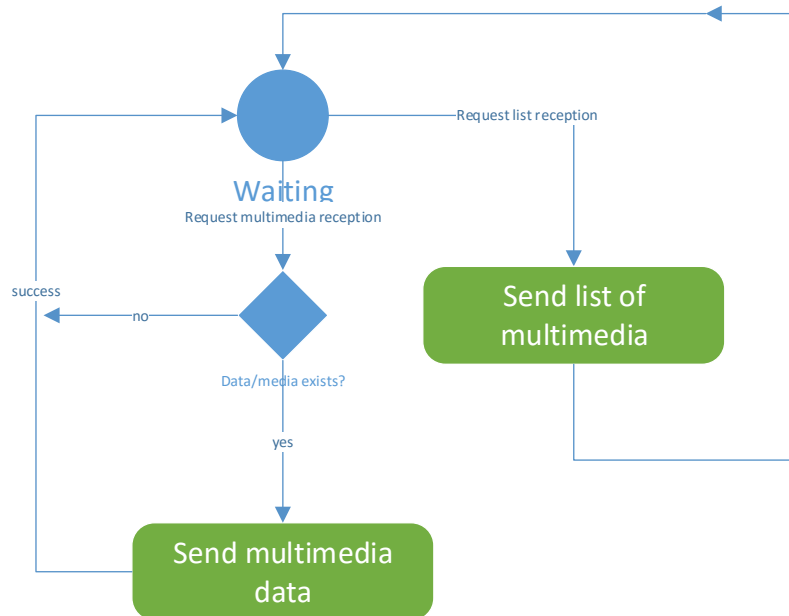 Request list reception
Waiting
Request multimedia reception
Send list of
multimedia
success
no
Data/media exists?
yes
Send multimedia
data